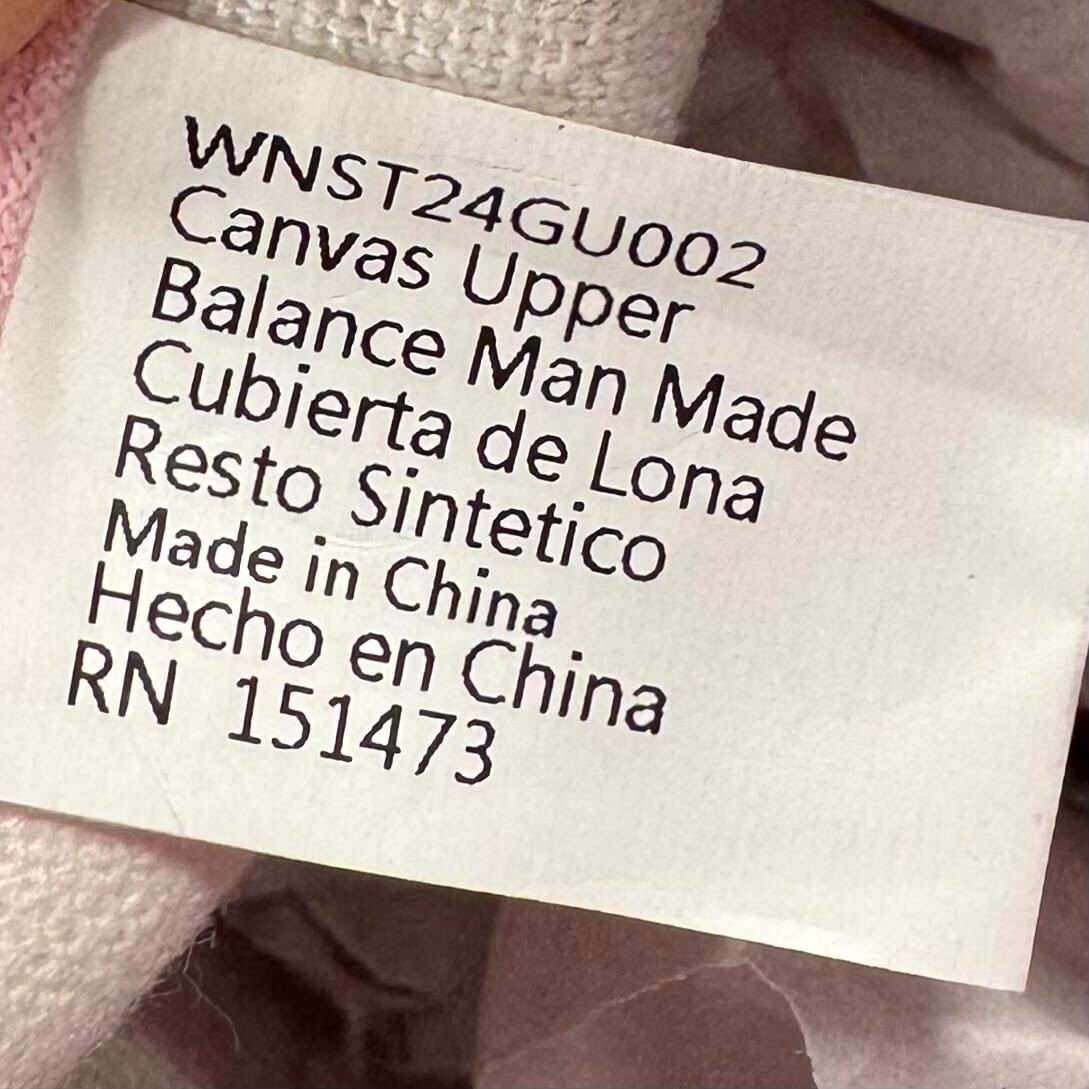 WNST24GU002
Canvas Upper
Balance Man Made
Cubierta de Lona
Resto Sintetico
Made in China
Hecho en China
RN 151473